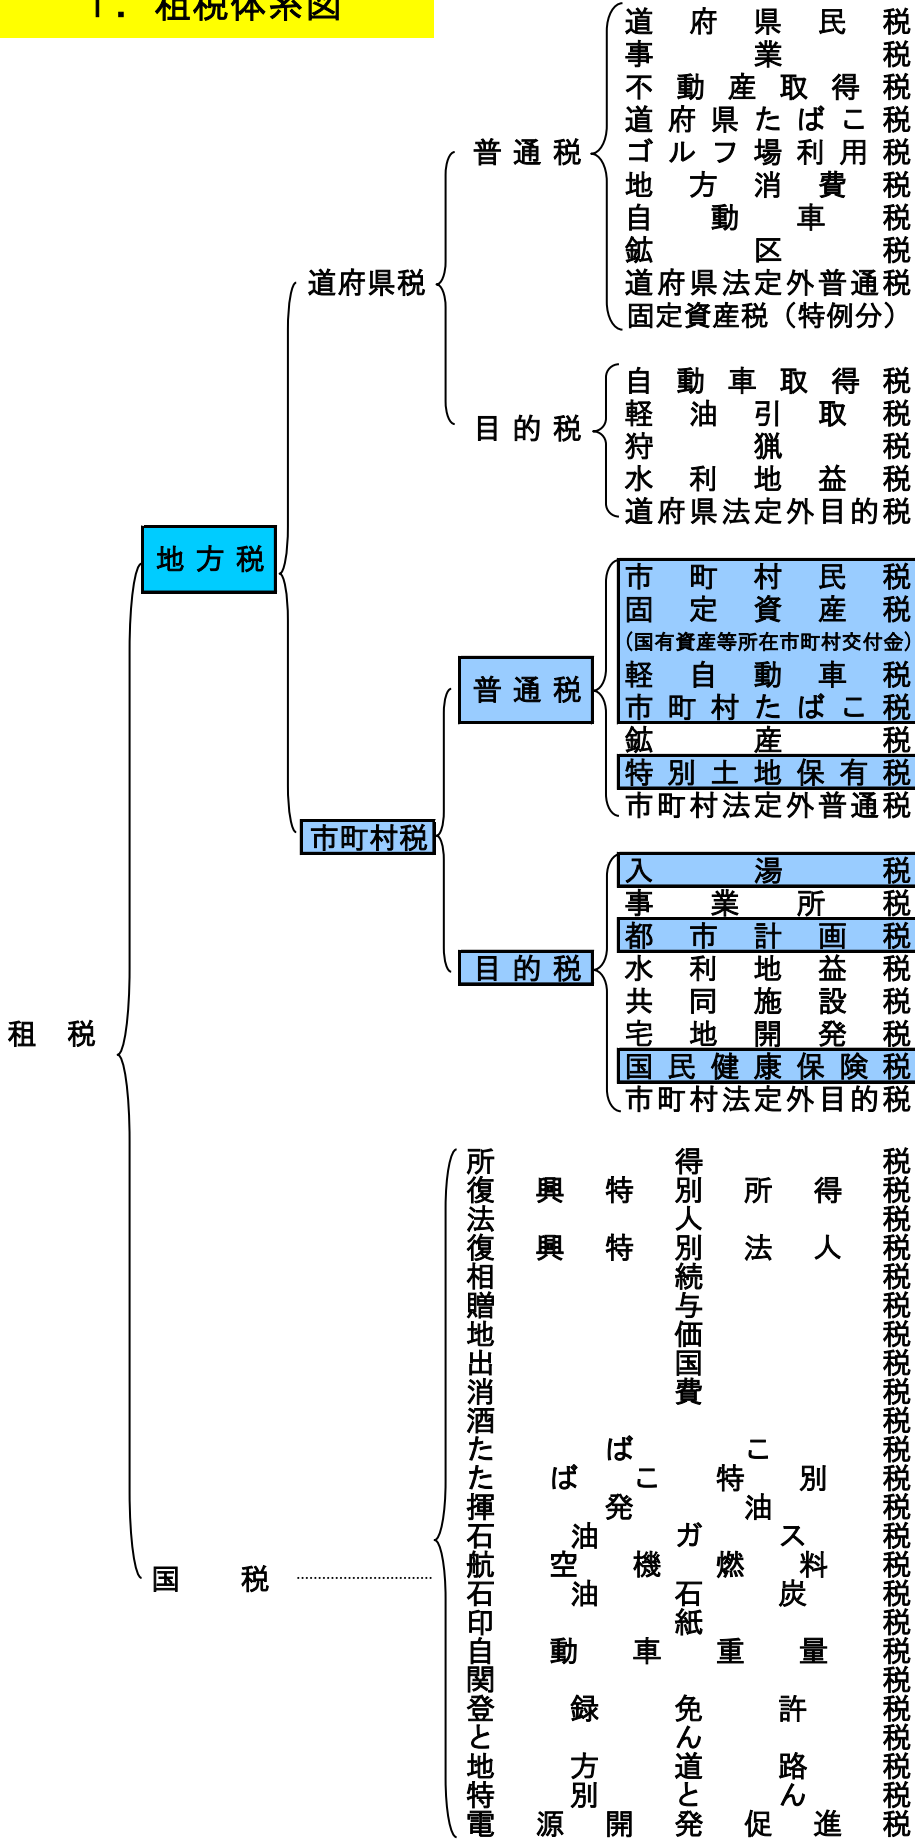 1．租税体系図
道府県民税
事業税
不動産取得税
道府県たばこ税
普通税
ゴルフ場利用税
地方消費税
自動車税
鉱区税
道府県税
道府県法定外普通税
固定資産税（特例分）
自動車取得税
軽油引取税
目的税
狩猟税
水利地益税
道府県法定外目的税
地方税
市町村民税
固定資産税
（国有資産等所在市町村交付金）
軽自動車税
普通税
市町村たばこ税
鉱産税
特別土地保有税
市町村法定外普通税
市町村税
入湯税
事業所税
都市計画税
目的税
水利地益税
共同施設税
宅地開発税
租税
国民健康保険税
市町村法定外目的税
所得税
復興特別所得税
法人税
復興特別法人税
相続税
贈与税
地価税
出国税
消費税
酒税
たばこ税
たばこ特別税
揮発油税
石油ガス税
航空機燃料税
国税
石油石炭税
印紙税
自動車重量税
関税
登録免許税
とん税
地方道路税
特別とん税
電源開発促進税